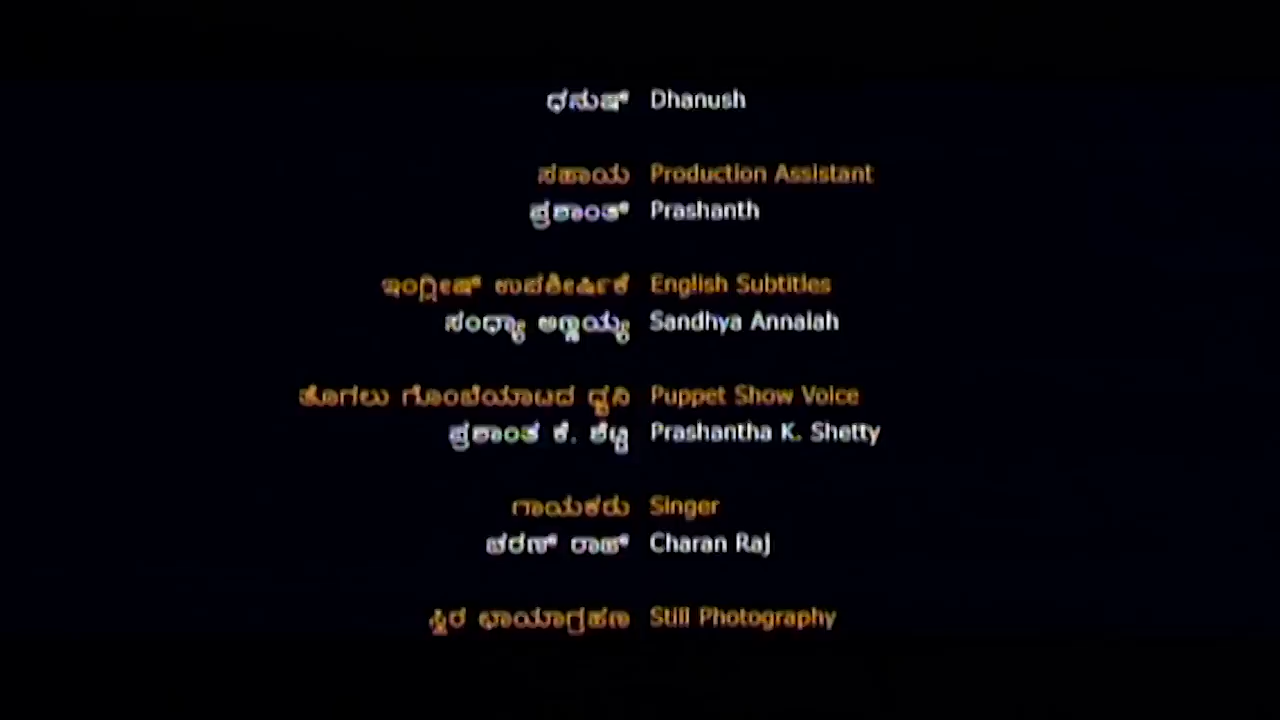 ಧನುಷ್ Dhanush
ಸಹಾಯ Production Assistant
ಪ್ರಶಾಂತ್ Prashanth
ಇಂಗ್ಲೀಷ್ ಉಪಶೀರ್ಷಿಕೆ English Subtitles
ಸಂಧ್ಯಾ ಅಣ್ಣಯ್ಯ Sandhya Annaiah
ತೊಗಲು ಗೊಂಬೆಯಾಟದ ಧ್ವನಿ Puppet Show Voice
ಪ್ರಶಾಂತ ಕೆ. ಶೆಟ್ಟಿ Prashantha K. Shetty
ಗಾಯಕರು Singer
ಚರಣ್ ರಾಜ್ Charan Raj
ಸ್ಥಿರ ಛಾಯಾಗ್ರಹಣ Still Photography